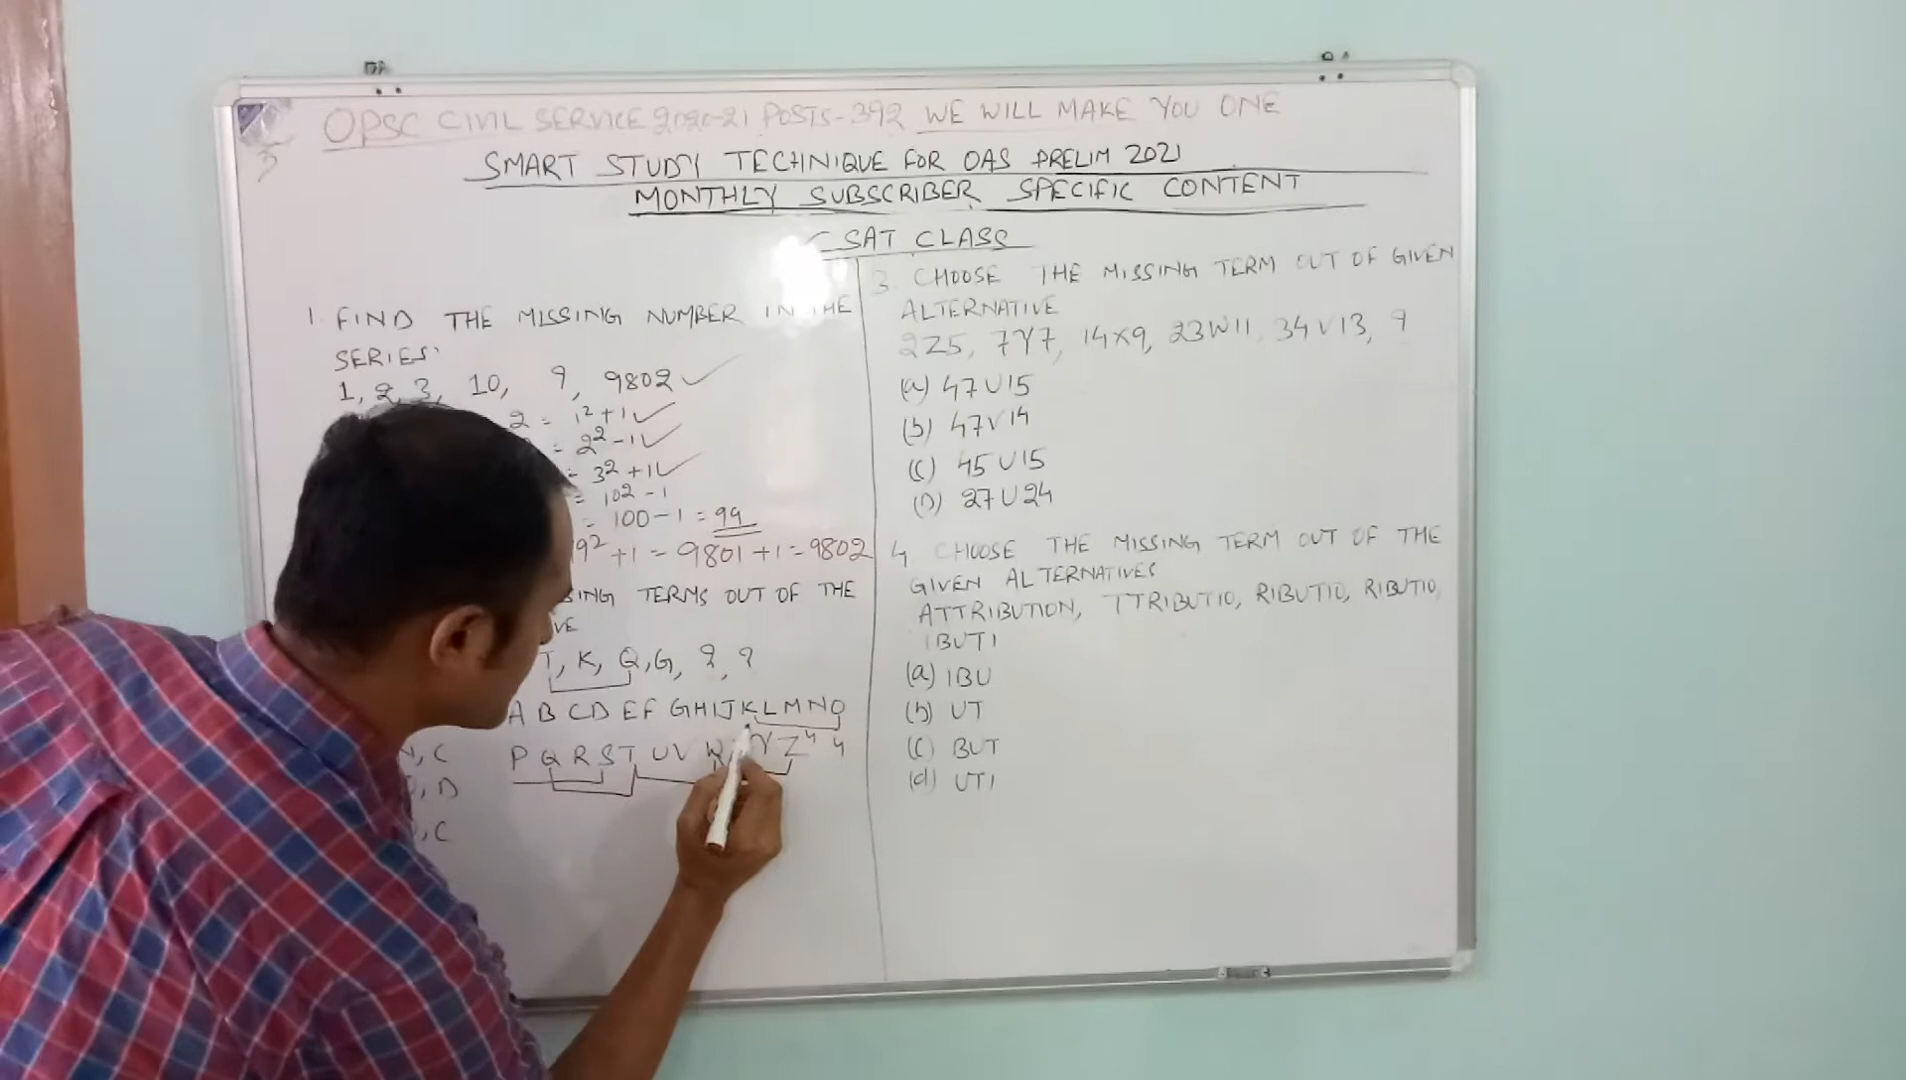 OPSC CIVIL SERVICE 2020-21 POSTS-392 WE WILL MAKE YOU ONE
SMART STUDY TECHNIQUE FOR OAS PRELIM 2021
MONTHLY SUBSCRIBER SPECIFIC CONTENT
CSAT CLASS
1. FIND THE MISSING NUMBER IN THE
SERIES:
1, 2, 3, 10, ?, 9802 ✓
2 = 1²+1 ✓
= 2²-1 ✓
= 3²+1 ✓
= 10²-1
= 100-1 = 99
9²+1 = 9801+1 = 9802
SING TERMS OUT OF THE
VE
T, K, Q, G, ?, ?
A B C D E F G H I J K L M N O
P Q R S T U V W Y Z 4 4
, C
, D
, C
3 CHOOSE THE MISSING TERM OUT OF GIVEN
ALTERNATIVE
2Z5, 7Y7, 14X9, 23W11, 34V13, ?
(a) 47U15
(b) 47V14
(c) 45U15
(D) 27U24
4 CHOOSE THE MISSING TERM OUT OF THE
GIVEN ALTERNATIVES
ATTRIBUTION, TTRIBUTIO, RIBUTIO, RIBUTIO,
IBUTI
(a) IBU
(b) UT
(c) BUT
(d) UTI